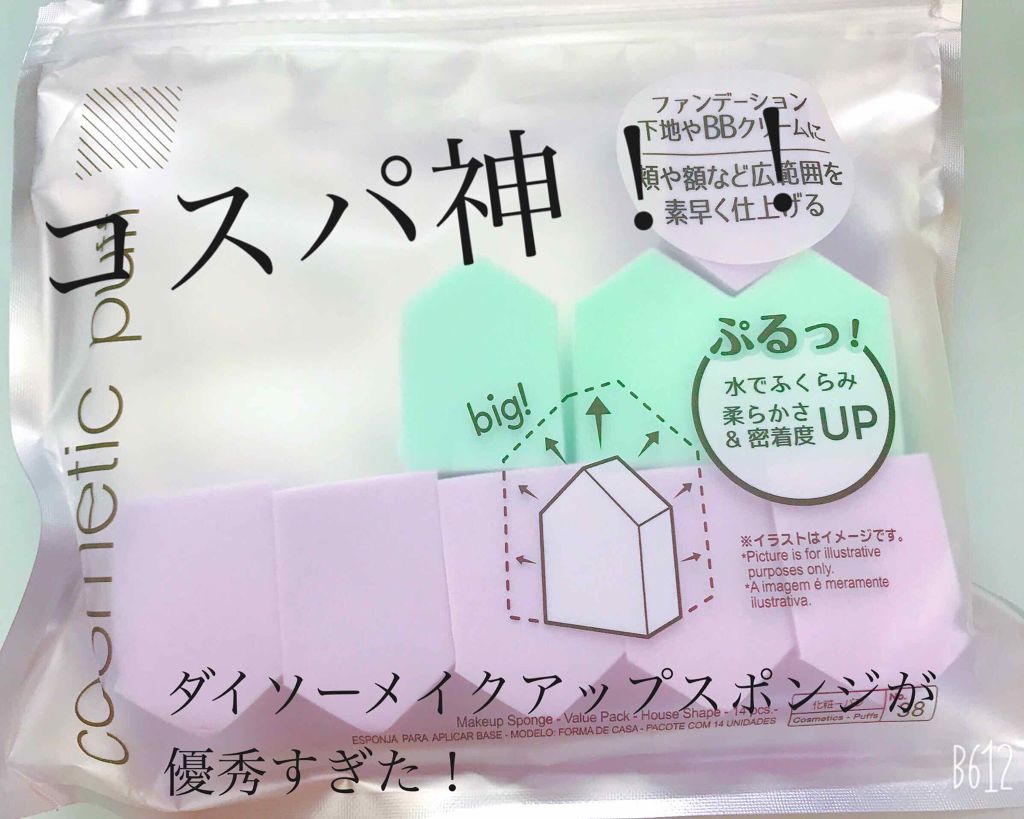 ファンデーション
下地やBBクリームに
頬や額など広範囲を
素早く仕上げる
コスパ神！！
cosmetic puff
ぷるっ！
水でふくらみ
柔らかさ
&密着度UP
big!
※イラストはイメージです。
*Picture is for illustrative
purposes only.
*A imagem é meramente
ilustrativa.
ダイソーメイクアップスポンジが
優秀すぎた！
Makeup Sponge - Value Pack - House Shape - 14 pcs.-
ESPONJA PARA APLICAR BASE - MODELO: FORMA DE CASA - PACOTE COM 14 UNIDADES
Cosmetics - Puffs
38
B612